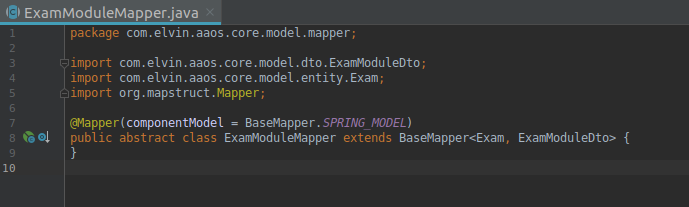 ExamModuleMapper.java
1 package com.elvin.aaos.core.model.mapper;
2
3 import com.elvin.aaos.core.model.dto.ExamModuleDto;
4 import com.elvin.aaos.core.model.entity.Exam;
5 import org.mapstruct.Mapper;
6
7 @Mapper(componentModel = BaseMapper.SPRING_MODEL)
8 public abstract class ExamModuleMapper extends BaseMapper<Exam, ExamModuleDto> {
9 }
10